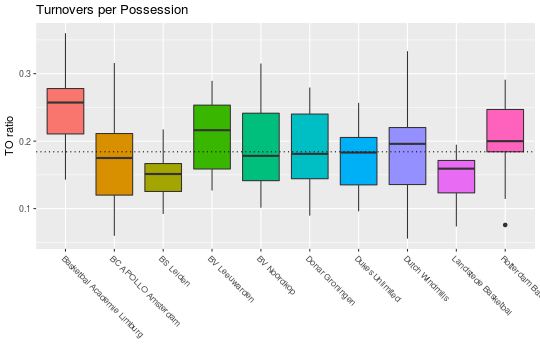 Turnovers per Possession
TO ratio
0.3
0.2
0.1
Basketbal Academie Limburg
BC APOLLO Amsterdam
BS Leiden
BV Leeuwarden
BV Noordkop
Donar Groningen
Dukes Unlimited
Dutch Windmills
Landstede Basketbal
Rotterdam Bas